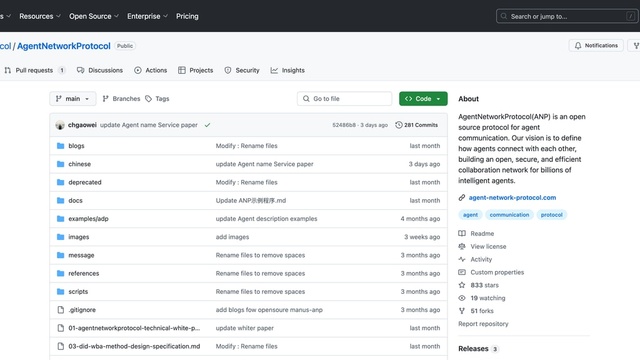 s Resources Open Source Enterprise Pricing Search or jump to... /
col / AgentNetworkProtocol Public Notifications
Pull requests 1 Discussions Actions Projects Security Insights
main Branches Tags Go to file Code
chgaowei update Agent name Service paper 52486b8 · 3 days ago 281 Commits
blogs Modify : Rename files last month
chinese update Agent name Service paper 3 days ago
deprecated Modify : Rename files last month
docs Update ANP示例程序.md last month
examples/adp update Agent description examples 4 months ago
images add images 3 weeks ago
message Rename files to remove spaces 3 months ago
references Rename files to remove spaces 3 months ago
scripts Rename files to remove spaces 3 months ago
.gitignore add blogs fow opensoure manus-anp 3 months ago
01-agentnetworkprotocol-technical-white-p... update whiter paper last month
03-did-wba-method-design-specification.md Modify : Rename files last month
About
AgentNetworkProtocol(ANP) is an open
source protocol for agent
communication. Our vision is to define
how agents connect with each other,
building an open, secure, and efficient
collaboration network for billions of
intelligent agents.
agent-network-protocol.com
agent communication protocol
Readme
View license
Activity
Custom properties
833 stars
19 watching
51 forks
Report repository
Releases 3